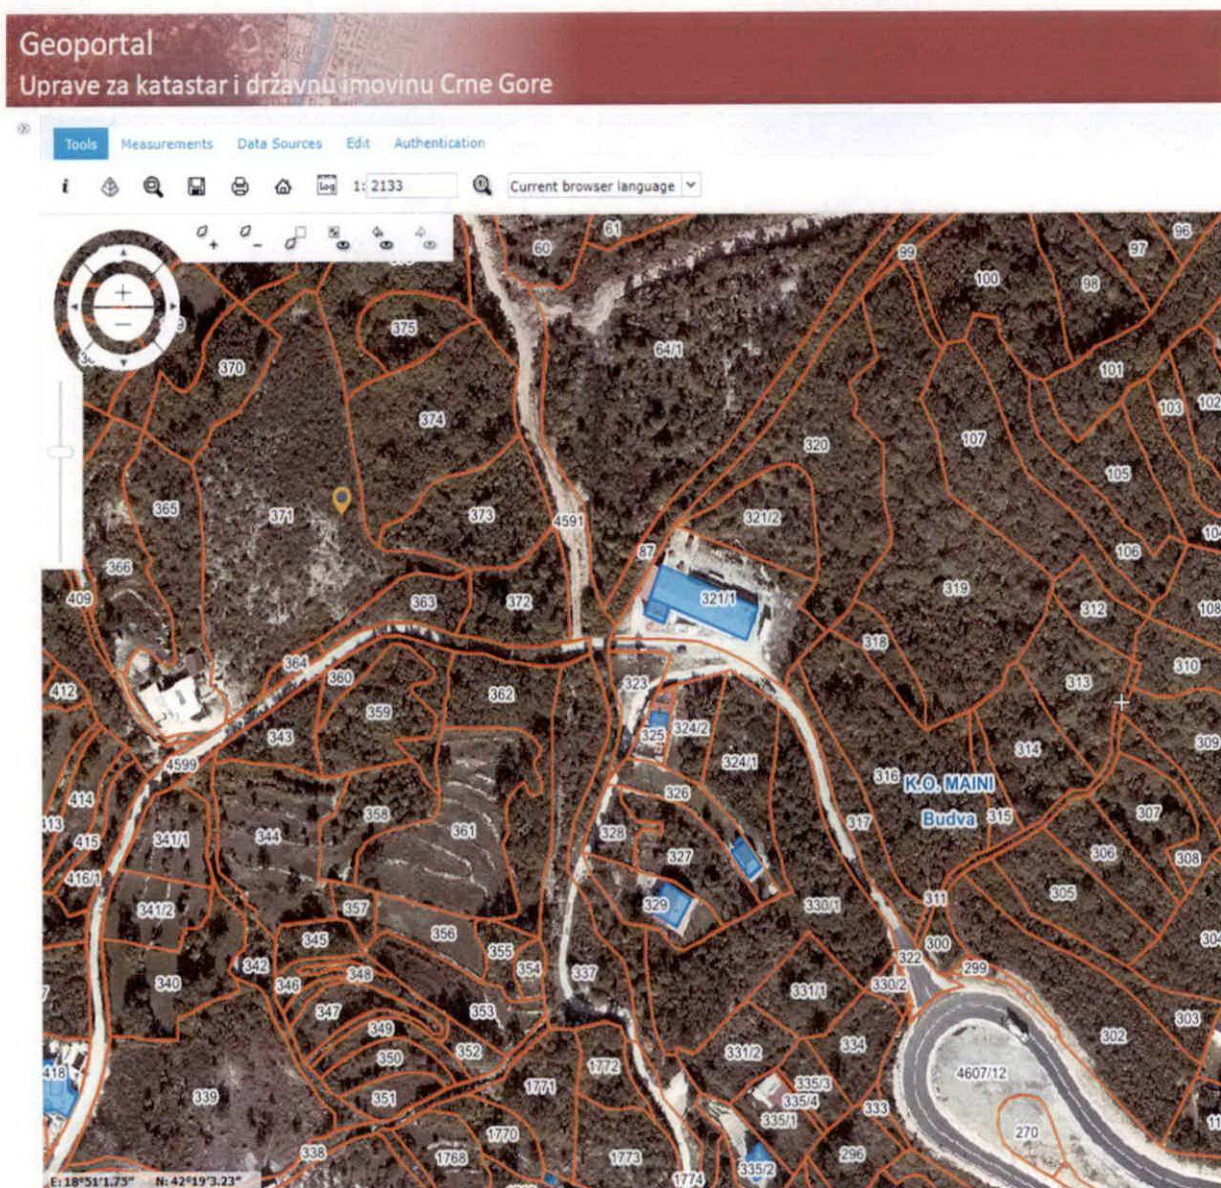 Geoportal
Uprave za katastar i državnu imovinu Crne Gore
Tools Measurements Data Sources Edit Authentication
i Log 1: 2133 Current browser language
60 61 99 100 97 96
98
375
370 64/1 101
374 103 102
320 107
105
365 371 373 4591 321/2
104
366 87 106
409 363 372 321/1 319 312 108
318
364 310
412 360 362 323 313
359
343 325 324/2 314 309
4599 324/1
316 K.O. MAINI
414 326 Budva 315 307
413 358 317
415 341/1 344 361 328 306
327 308
416/1 305
341/2 357 329 330/1 311
345 356 300 304
355
342 354 322
340 346 348 337 299
347 353 331/1 330/2 303
349 302
350 352 331/2 334
418 1771 1772 4607/12
339 351 335/3
335/4 333
335/1
1770 270
338 1768 1773 335/2 296
1774
E: 18°51'1.75" N: 42°19'3.23"